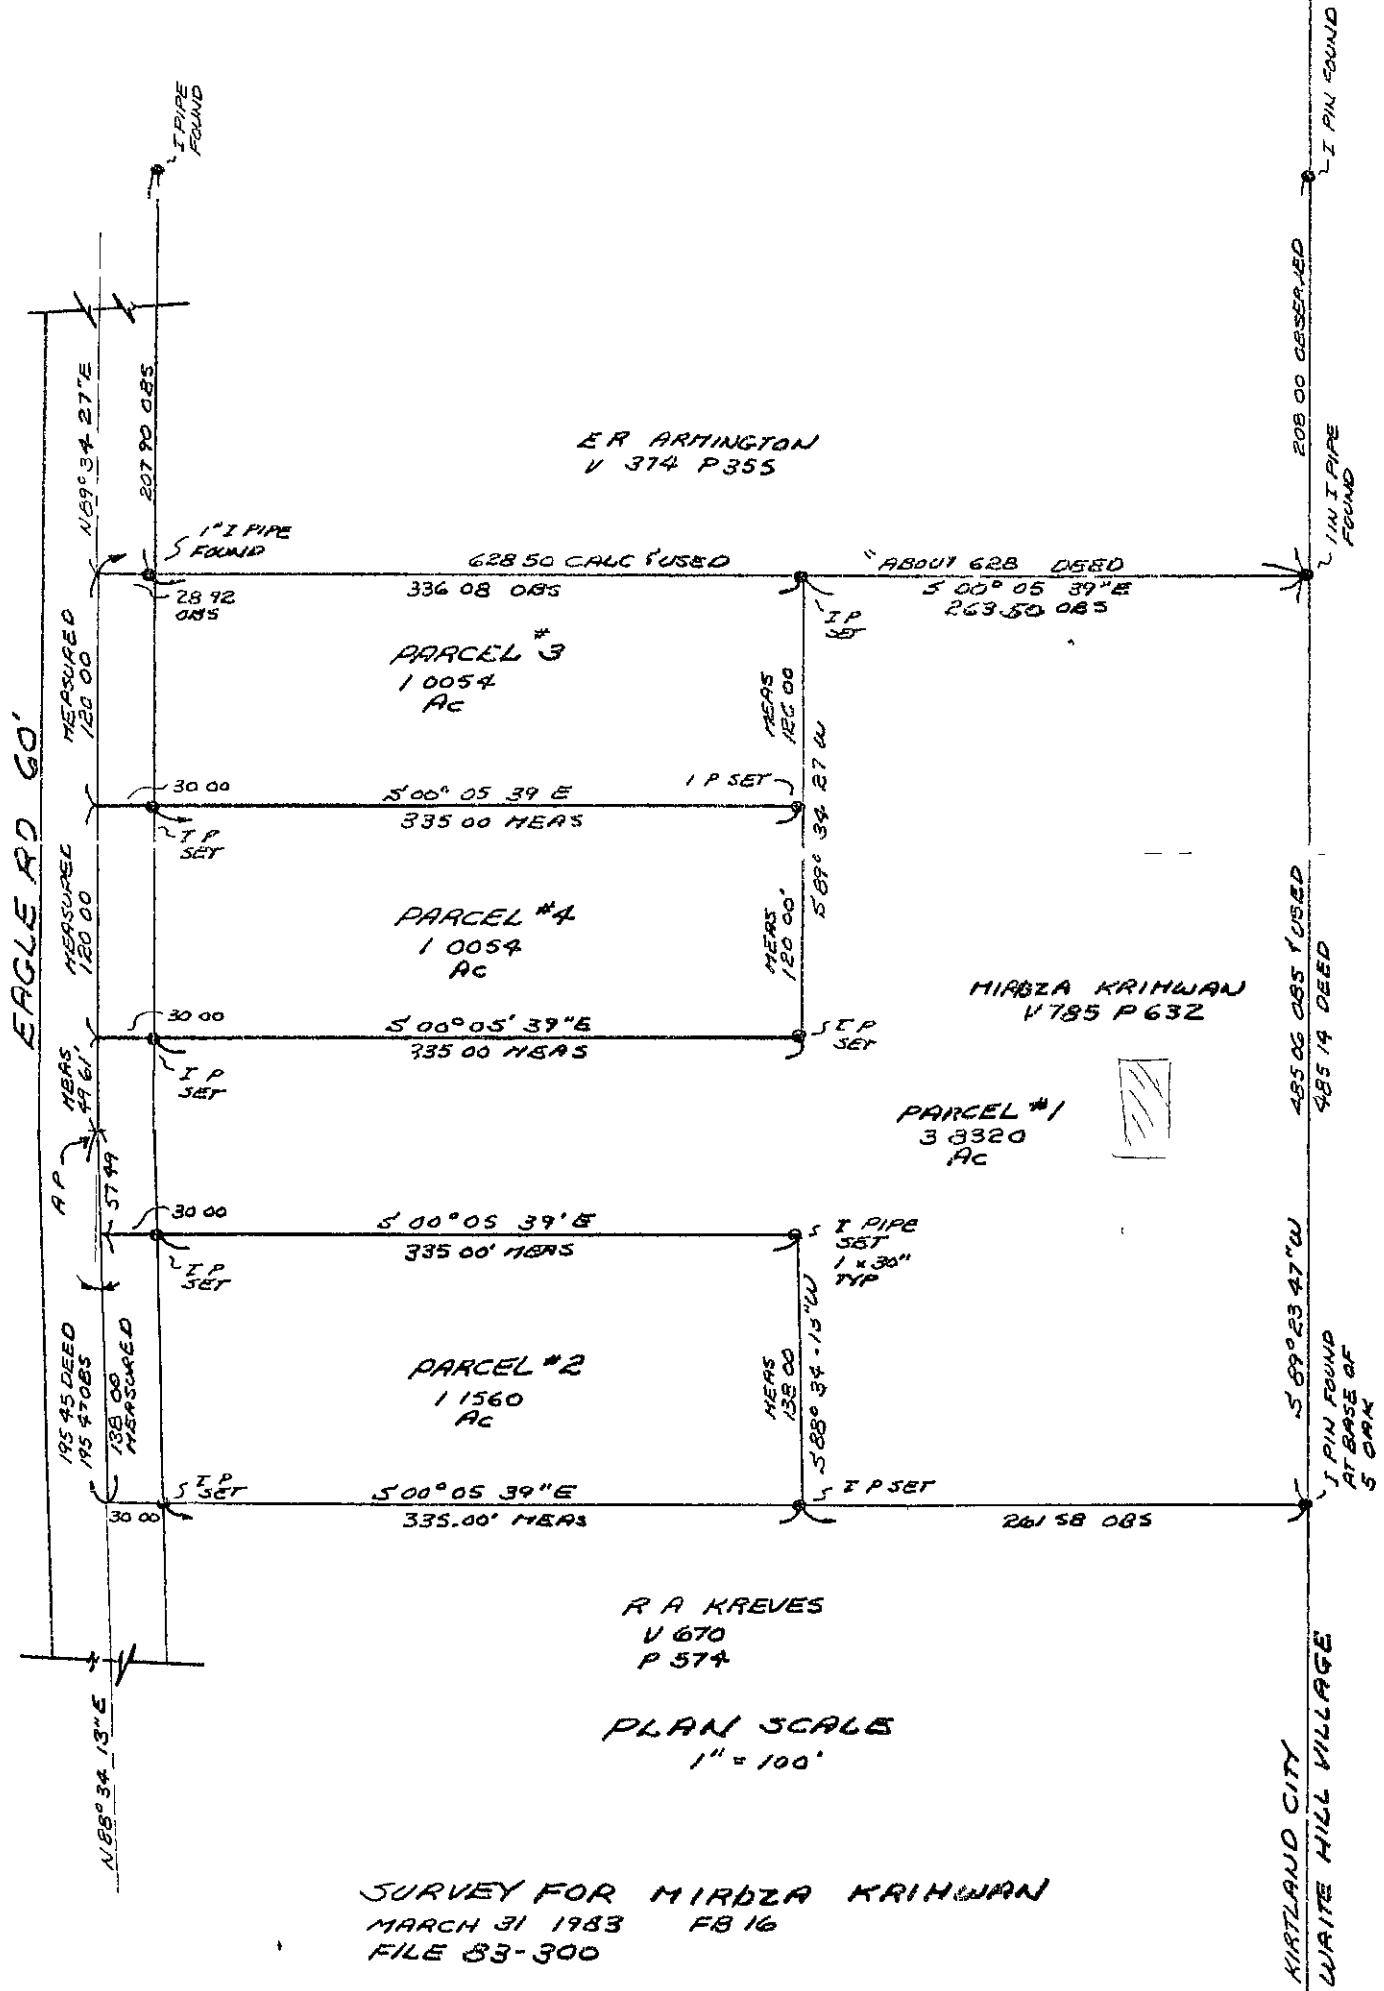 I PIPE
FOUND
I PIN FOUND
N89° 34 27"E
207 90 OBS
208 00 OBSERVED
E R ARMINGTON
V 374 P 355
1" I PIPE
FOUND
1 IN I PIPE
FOUND
628 50 CALC & USED
336 08 OBS
"ABOUT 628 DEED
S 00° 05 39"E
263.50 OBS
28 92
OBS
I P
SET
PARCEL #3
1 0054
Ac
MEASURED
120 00
MEAS
120 00
S 89° 34 27 W
EAGLE RD 60'
30 00
S 00° 05 39 E
335 00 MEAS
I P SET
I P
SET
MEASURED
120 00
PARCEL #4
1 0054
Ac
MEAS
120 00'
30 00
S 00° 05' 39"E
335 00 MEAS
I P
SET
I P
SET
MIRDZA KRIHWAN
V 785 P 632
485 06 OBS & USED
485 14 DEED
MEAS
49 61'
A P
57 49
PARCEL #1
3 8320
Ac
30 00
S 00° 05 39' E
335 00' MEAS
I P
SET
I PIPE
SET
1 x 30"
TYP
195 45 DEED
195 47 OBS
138 00
MEASURED
PARCEL #2
1 1560
Ac
MEAS
138 00
S 88° 34 - 13"W
S 89° 23 47"W
I PIN FOUND
AT BASE OF
5 OAK
I P
SET
30 00
S 00° 05 39"E
335.00' MEAS
I P SET
261 58 OBS
R A KREVES
V 670
P 574
N 88° 34 13"E
PLAN SCALE
1" = 100'
KIRTLAND CITY
WAITE HILL VILLAGE
SURVEY FOR MIRDZA KRIHWAN
MARCH 31 1983 FB 16
FILE 83-300